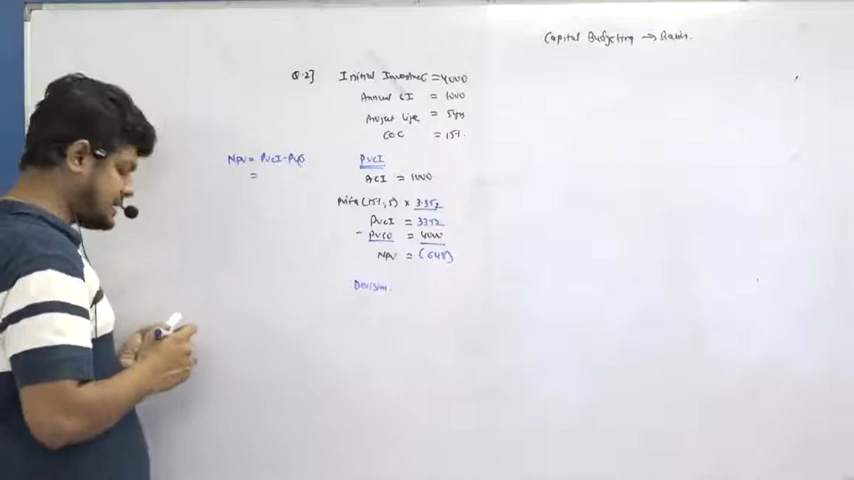 Capital Budgeting → Basics.
Q.2] Initial Investment = 4000
Annual CI = 1000
Project Life = 5yrs
COC = 15%.
NPV = PVCI - PVCO
=
PVCI
ACI = 1000
PVIFA (15%, 5) × 3.352
PVCI = 3352
- PVCO = 4000
NPV = (648)
Decision.